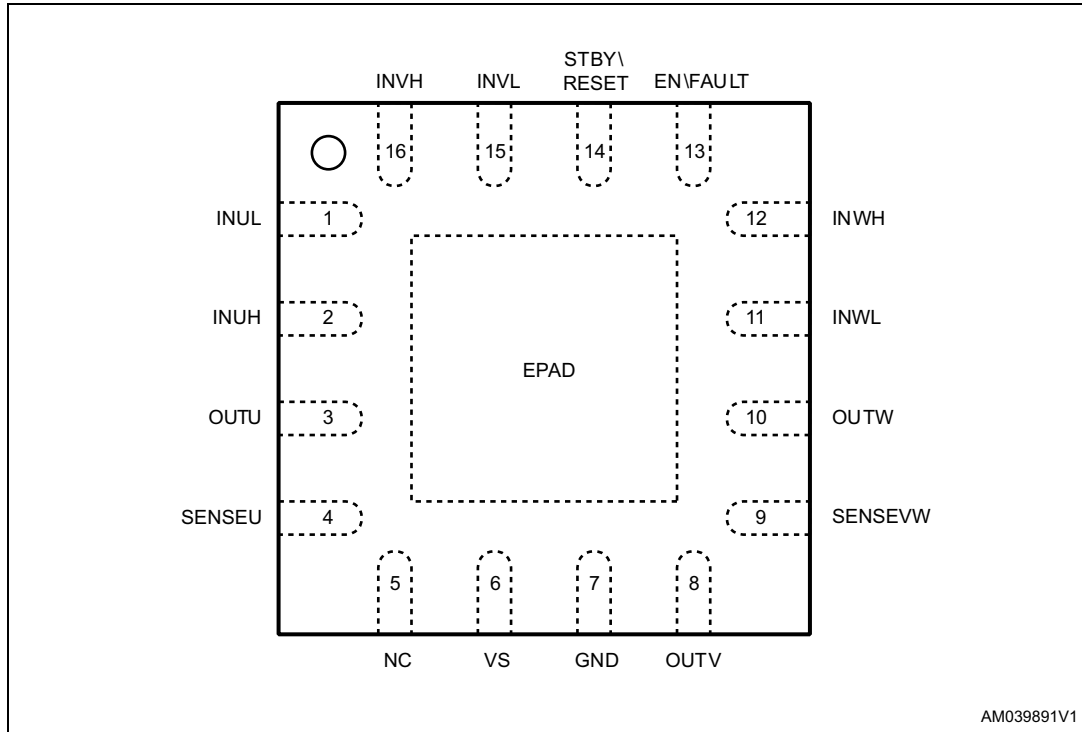 STBY\
INVH INVL RESET EN\FAULT
16 15 14 13
INUL 1 12 INWH
INUH 2 11 INWL
EPAD
OUTU 3 10 OUTW
SENSEU 4 9 SENSEVW
5 6 7 8
NC VS GND OUTV
AM039891V1